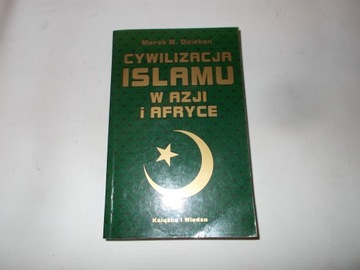 Marek M. Dziekan
CYWILIZACJA
ISLAMU
W AZJI
i AFRYCE
Książka i Wiedza